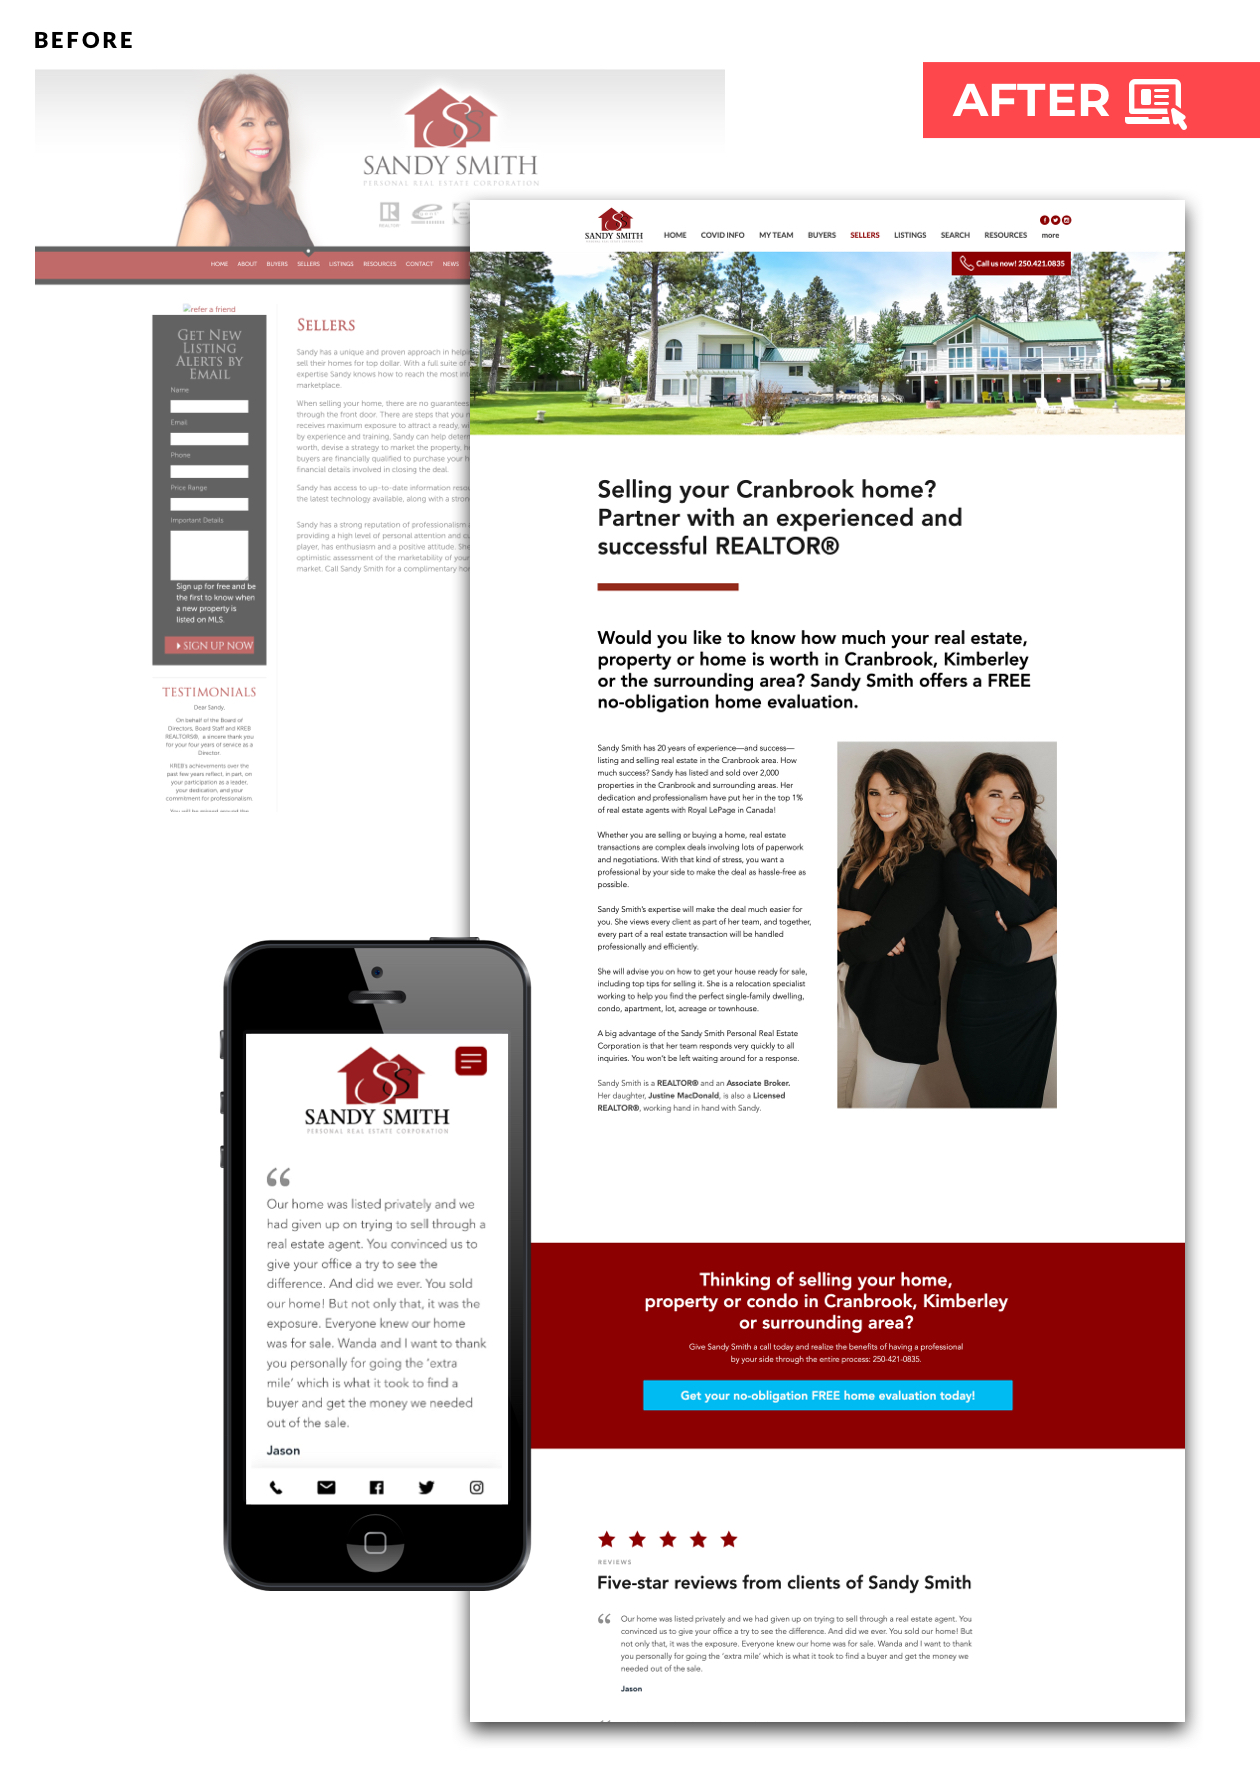 BEFORE
AFTER
SANDY SMITH
PERSONAL REAL ESTATE CORPORATION
REALTOR
HOME ABOUT BUYERS SELLERS LISTINGS RESOURCES CONTACT NEWS
refer a friend
GET NEW
LISTING
ALERTS BY
EMAIL
Name
Email
Phone
Price Range
Important Details
Sign up for free and be
the first to know when
a new property is
listed on MLS.
SIGN UP NOW
TESTIMONIALS
Dear Sandy,
On behalf of the Board of
Directors, Board Staff and KREB
REALTORS®, a sincere thank you
for your four years of service as a
Director.
KREB's achievements over the
past few years reflect, in part, on
your participation as a leader,
your dedication, and your
commitment for professionalism.
SELLERS
Sandy has a unique and proven approach in
sell their homes for top dollar. With a full suite of
expertise Sandy knows how to reach the most
marketplace.
When selling your home, there are no guarantees
through the front door. There are steps that you
receives maximum exposure to attract a ready,
by experience and training, Sandy can help
worth, devise a strategy to market the property,
buyers are financially qualified to purchase your
financial details involved in closing the deal.
Sandy has access to up-to-date information
the latest technology available, along with a
Sandy has a strong reputation of professionalism
providing a high level of personal attention and
player, has enthusiasm and a positive attitude.
optimistic assessment of the marketability of
market. Call Sandy Smith for a complimentary
SANDY SMITH
HOME COVID INFO MY TEAM BUYERS SELLERS LISTINGS SEARCH RESOURCES more
Call us now! 250.421.0835
Selling your Cranbrook home?
Partner with an experienced and
successful REALTOR®
Would you like to know how much your real estate,
property or home is worth in Cranbrook, Kimberley
or the surrounding area? Sandy Smith offers a FREE
no-obligation home evaluation.
Sandy Smith has 20 years of experience—and success—
listing and selling real estate in the Cranbrook area. How
much success? Sandy has listed and sold over 2,000
properties in the Cranbrook and surrounding areas. Her
dedication and professionalism have put her in the top 1%
of real estate agents with Royal LePage in Canada!
Whether you are selling or buying a home, real estate
transactions are complex deals involving lots of paperwork
and negotiations. With that kind of stress, you want a
professional by your side to make the deal as hassle-free as
possible.
Sandy Smith's expertise will make the deal much easier for
you. She views every client as part of her team, and together,
every part of a real estate transaction will be handled
professionally and efficiently.
She will advise you on how to get your house ready for sale,
including top tips for selling it. She is a relocation specialist
working to help you find the perfect single-family dwelling,
condo, apartment, lot, acreage or townhouse.
A big advantage of the Sandy Smith Personal Real Estate
Corporation is that her team responds very quickly to all
inquiries. You won't be left waiting around for a response.
Sandy Smith is a REALTOR® and an Associate Broker.
Her daughter, Justine MacDonald, is also a Licensed
REALTOR®, working hand in hand with Sandy.
Thinking of selling your home,
property or condo in Cranbrook, Kimberley
or surrounding area?
Give Sandy Smith a call today and realize the benefits of having a professional
by your side through the entire process: 250-421-0835.
Get your no-obligation FREE home evaluation today!
REVIEWS
Five-star reviews from clients of Sandy Smith
“ Our home was listed privately and we had given up on trying to sell through a real estate agent. You
convinced us to give your office a try to see the difference. And did we ever. You sold our home! But
not only that, it was the exposure. Everyone knew our home was for sale. Wanda and I want to thank
you personally for going the 'extra mile' which is what it took to find a buyer and get the money we
needed out of the sale.
Jason
SANDY SMITH
PERSONAL REAL ESTATE CORPORATION
“
Our home was listed privately and we
had given up on trying to sell through a
real estate agent. You convinced us to
give your office a try to see the
difference. And did we ever. You sold
our home! But not only that, it was the
exposure. Everyone knew our home
was for sale. Wanda and I want to thank
you personally for going the 'extra
mile' which is what it took to find a
buyer and get the money we needed
out of the sale.
Jason